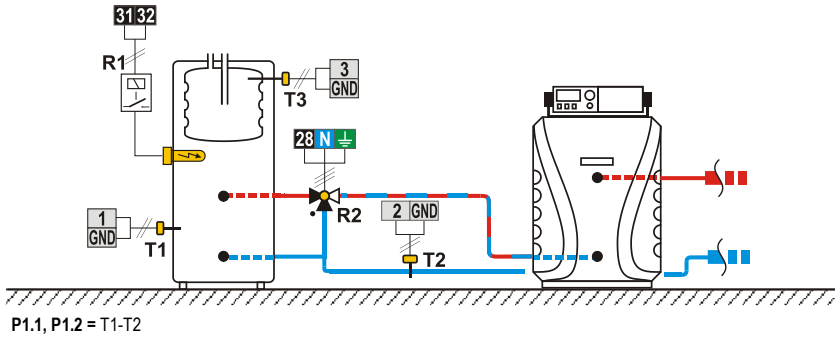 31 32
R1
3
GND
T3
28 N
R2
1
GND
T1
2 GND
T2
P1.1, P1.2 = T1-T2